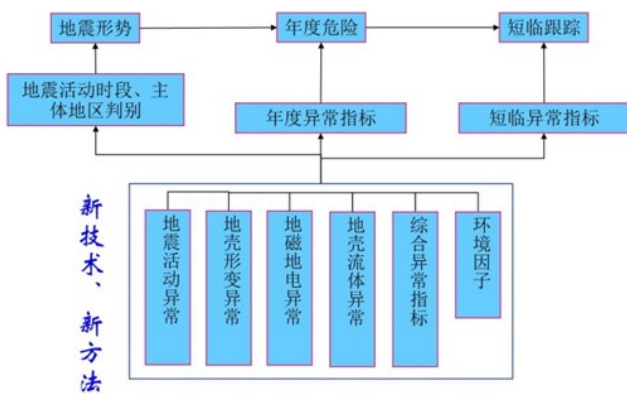 地震形势
年度危险
短临跟踪
地震活动时段、主
体地区判别
年度异常指标
短临异常指标
新技术、新方法
地震活动异常
地壳形变异常
地磁地电异常
地壳流体异常
综合异常指标
环境因子